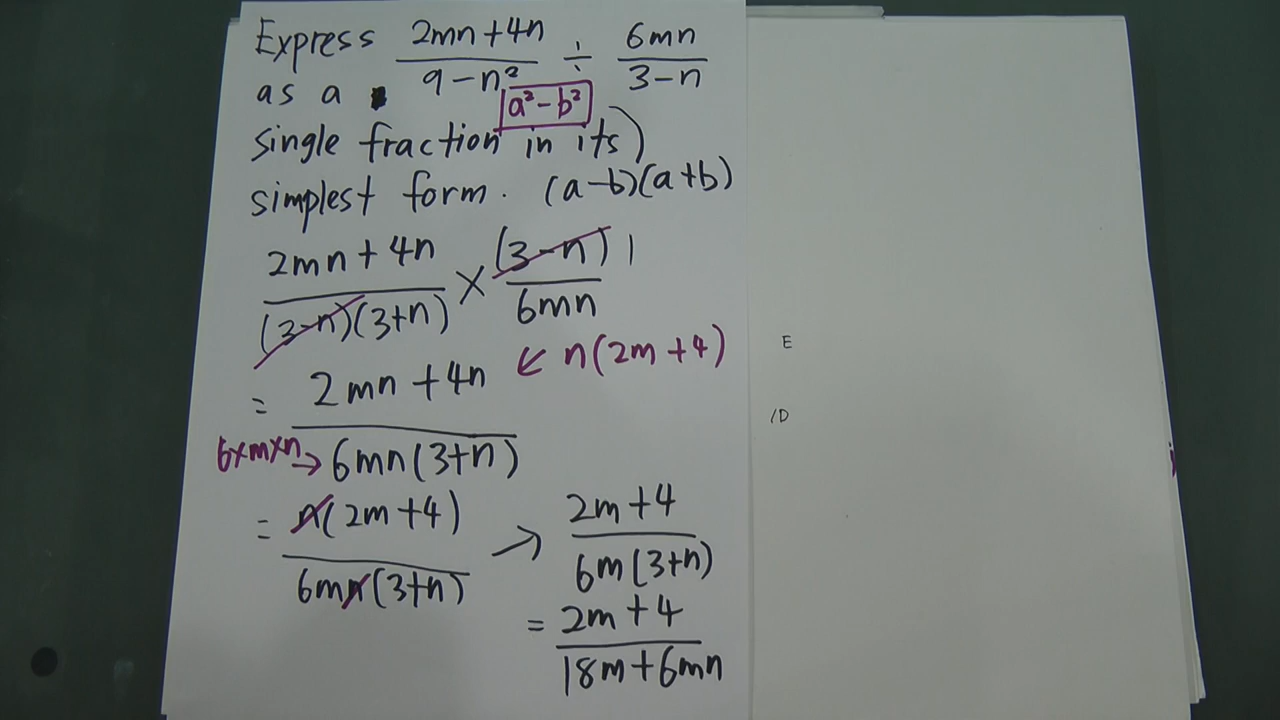 Express (2mn + 4n)/(9 - n²) ÷ 6mn/(3 - n)
as a
a² - b²
single fraction in its
simplest form. (a-b)(a+b)
(2mn + 4n)/((3-n)(3+n)) × (3-n)/6mn 1
n(2m+4)
= (2mn + 4n)/(6mn(3+n))
6×m×n →
= n(2m+4)/(6mn(3+n)) → (2m+4)/(6m(3+n))
= (2m+4)/(18m+6mn)
E
/D